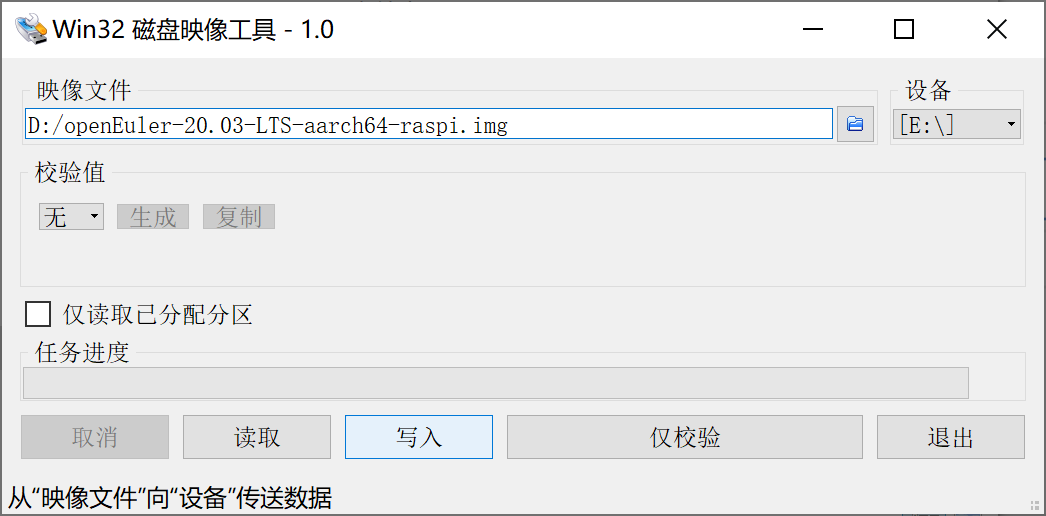 Win32 磁盘映像工具 - 1.0
映像文件
设备
D:/openEuler-20.03-LTS-aarch64-raspi.img
[E:\]
校验值
无
生成
复制
仅读取已分配分区
任务进度
取消
读取
写入
仅校验
退出
从“映像文件”向“设备”传送数据